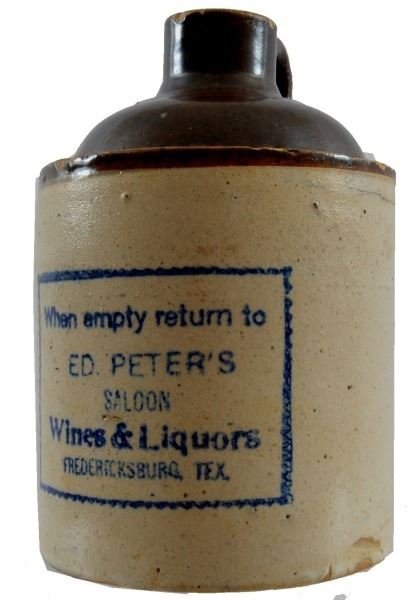 When empty return to
ED. PETER'S
SALOON
Wines & Liquors
FREDERICKSBURG, TEX.